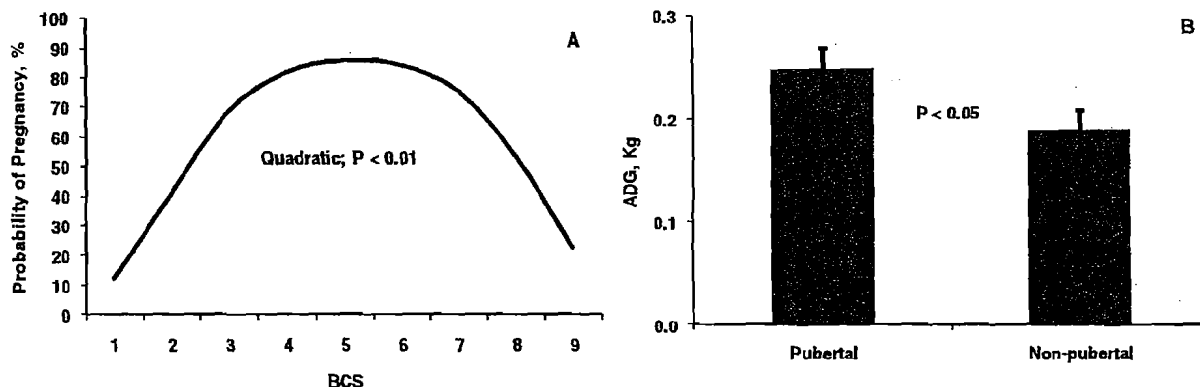 A
Probability of Pregnancy, %
100
90
80
70
60
50
40
30
20
10
0
Quadratic; P < 0.01
1 2 3 4 5 6 7 8 9
BCS
B
ADG, Kg
0.3
0.2
0.1
0.0
P < 0.05
Pubertal Non-pubertal